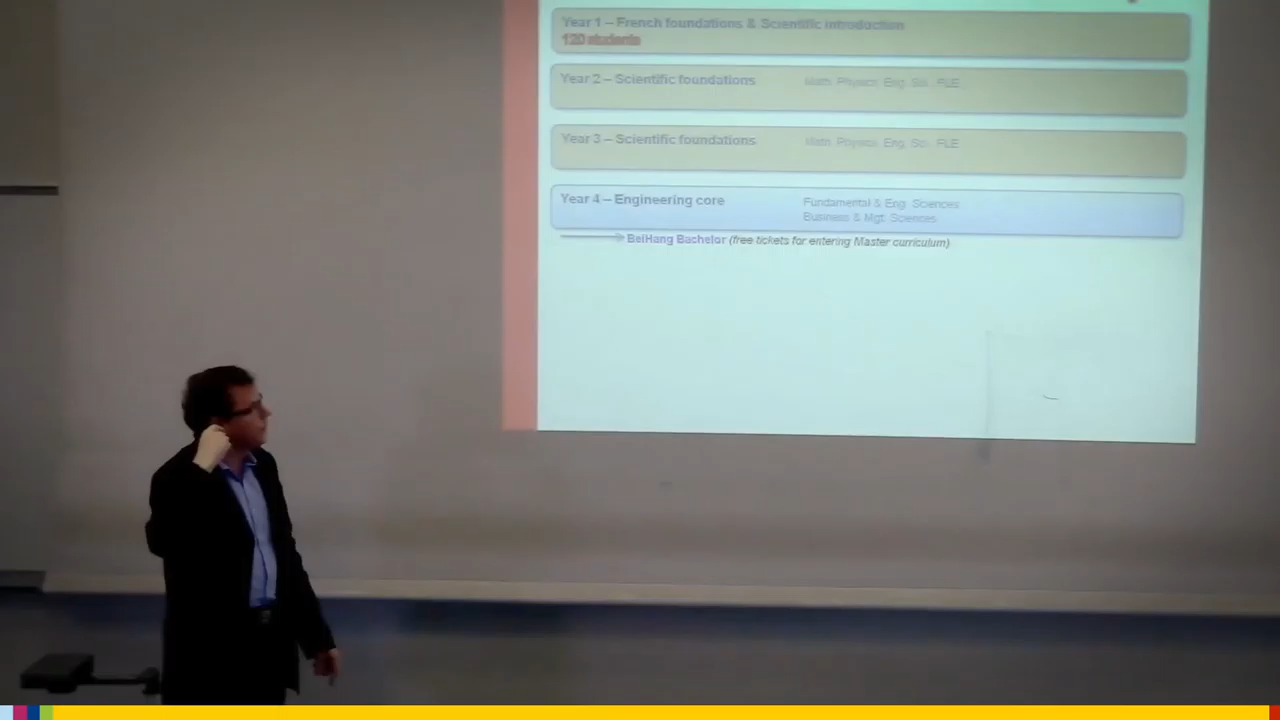 Year 1 – French foundations & Scientific introduction
120 students
Year 2 – Scientific foundations Math, Physics, Eng. Sci., FLE
Year 3 – Scientific foundations Math, Physics, Eng. Sci., FLE
Year 4 – Engineering core Fundamental & Eng. Sciences
Business & Mgt. Sciences
BeiHang Bachelor (free tickets for entering Master curriculum)